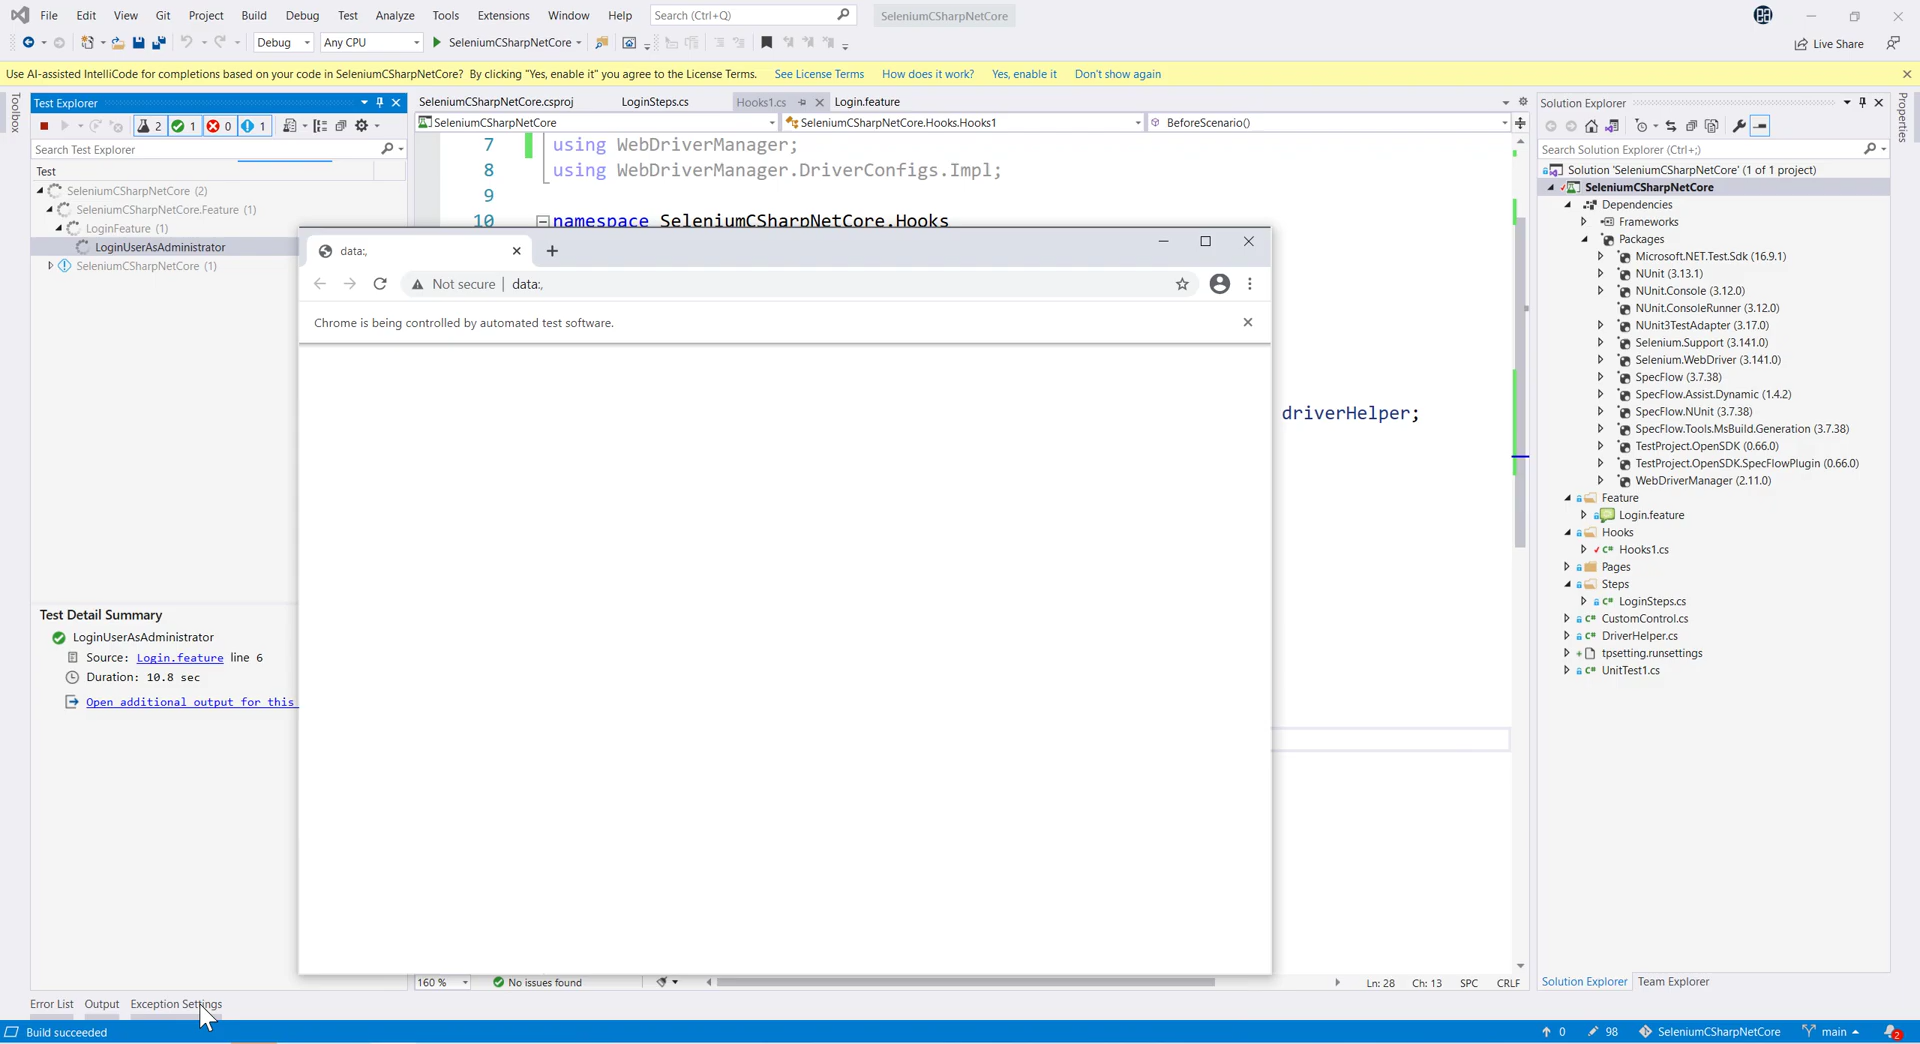 File Edit View Git Project Build Debug Test Analyze Tools Extensions Window Help Search (Ctrl+Q) SeleniumCSharpNetCore
Debug Any CPU SeleniumCSharpNetCore Live Share
Use AI-assisted IntelliCode for completions based on your code in SeleniumCSharpNetCore? By clicking "Yes, enable it" you agree to the License Terms. See License Terms How does it work? Yes, enable it Don't show again
Toolbox
Test Explorer
2 1 0 1
Search Test Explorer
Test
SeleniumCSharpNetCore (2)
SeleniumCSharpNetCore.Feature (1)
LoginFeature (1)
LoginUserAsAdministrator
SeleniumCSharpNetCore (1)
Test Detail Summary
LoginUserAsAdministrator
Source: Login.feature line 6
Duration: 10.8 sec
Open additional output for this
SeleniumCSharpNetCore.csproj LoginSteps.cs Hooks1.cs Login.feature
SeleniumCSharpNetCore SeleniumCSharpNetCore.Hooks.Hooks1 BeforeScenario()
7 using WebDriverManager;
8 using WebDriverManager.DriverConfigs.Impl;
9
10 namespace SeleniumCSharpNetCore.Hooks
driverHelper;
data:,
Not secure data:,
Chrome is being controlled by automated test software.
160 % No issues found Ln: 28 Ch: 13 SPC CRLF
Solution Explorer
Search Solution Explorer (Ctrl+;)
Solution 'SeleniumCSharpNetCore' (1 of 1 project)
SeleniumCSharpNetCore
Dependencies
Frameworks
Packages
Microsoft.NET.Test.Sdk (16.9.1)
NUnit (3.13.1)
NUnit.Console (3.12.0)
NUnit.ConsoleRunner (3.12.0)
NUnit3TestAdapter (3.17.0)
Selenium.Support (3.141.0)
Selenium.WebDriver (3.141.0)
SpecFlow (3.7.38)
SpecFlow.Assist.Dynamic (1.4.2)
SpecFlow.NUnit (3.7.38)
SpecFlow.Tools.MsBuild.Generation (3.7.38)
TestProject.OpenSDK (0.66.0)
TestProject.OpenSDK.SpecFlowPlugin (0.66.0)
WebDriverManager (2.11.0)
Feature
Login.feature
Hooks
C# Hooks1.cs
Pages
Steps
C# LoginSteps.cs
C# CustomControl.cs
C# DriverHelper.cs
tpsetting.runsettings
C# UnitTest1.cs
Solution Explorer Team Explorer
Properties
Error List Output Exception Settings
Build succeeded 0 98 SeleniumCSharpNetCore main 2